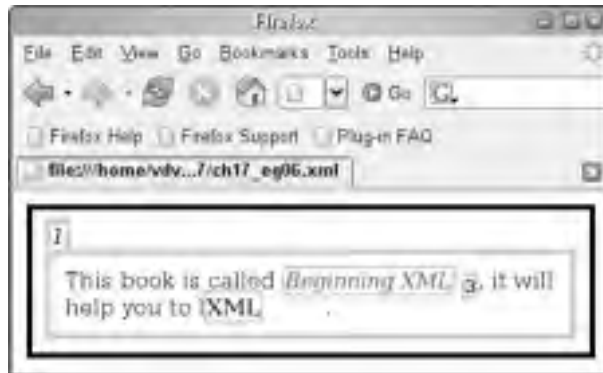 Firefox
File Edit View Go Bookmarks Tools Help
Go G.
Firefox Help Firefox Support Plug-in FAQ
file:///home/vdv...7/ch17_eg06.xml
1
This book is called Beginning XML 3, it will
help you to XML .